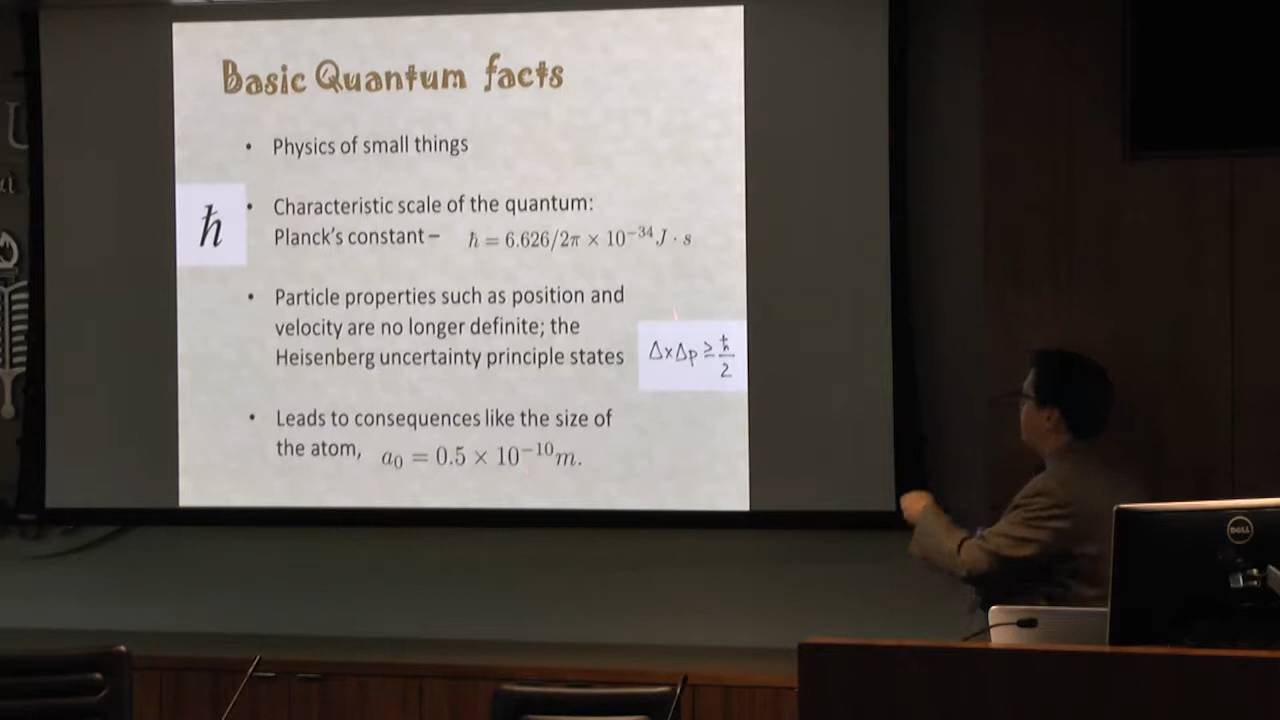 Basic Quantum facts
• Physics of small things
ħ
• Characteristic scale of the quantum:
Planck's constant – ħ = 6.626/2π × 10⁻³⁴ J · s
• Particle properties such as position and
velocity are no longer definite; the
Heisenberg uncertainty principle states
ΔxΔp ≥ ħ/2
• Leads to consequences like the size of
the atom, a₀ = 0.5 × 10⁻¹⁰ m.
DELL